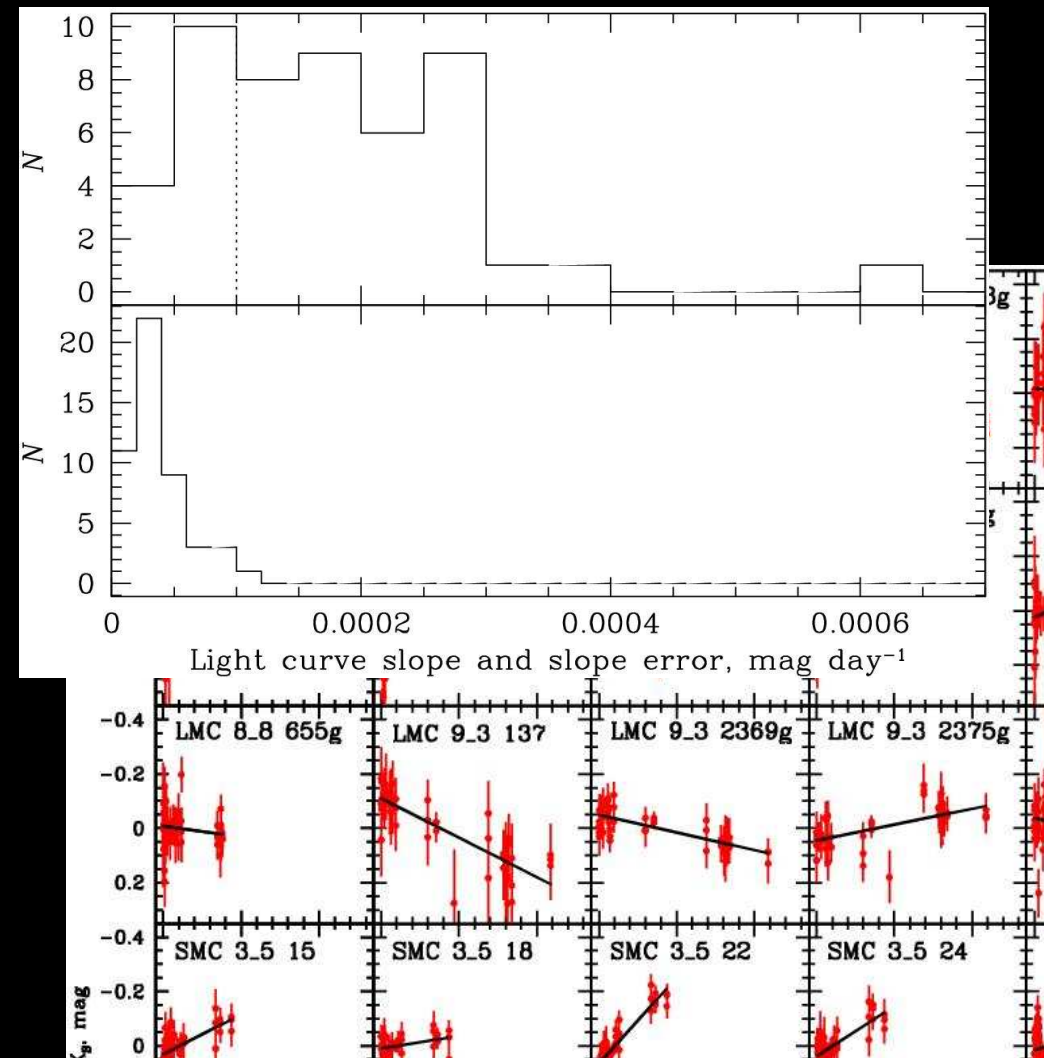 10
8
6
4
2
0
N
20
15
10
5
0
N
0 0.0002 0.0004 0.0006
Light curve slope and slope error, mag day⁻¹
-0.4
-0.2
0
0.2
LMC 8_8 655g
LMC 9_3 137
LMC 9_3 2369g
LMC 9_3 2375g
-0.4
-0.2
0
mag
SMC 3_5 15
SMC 3_5 18
SMC 3_5 22
SMC 3_5 24